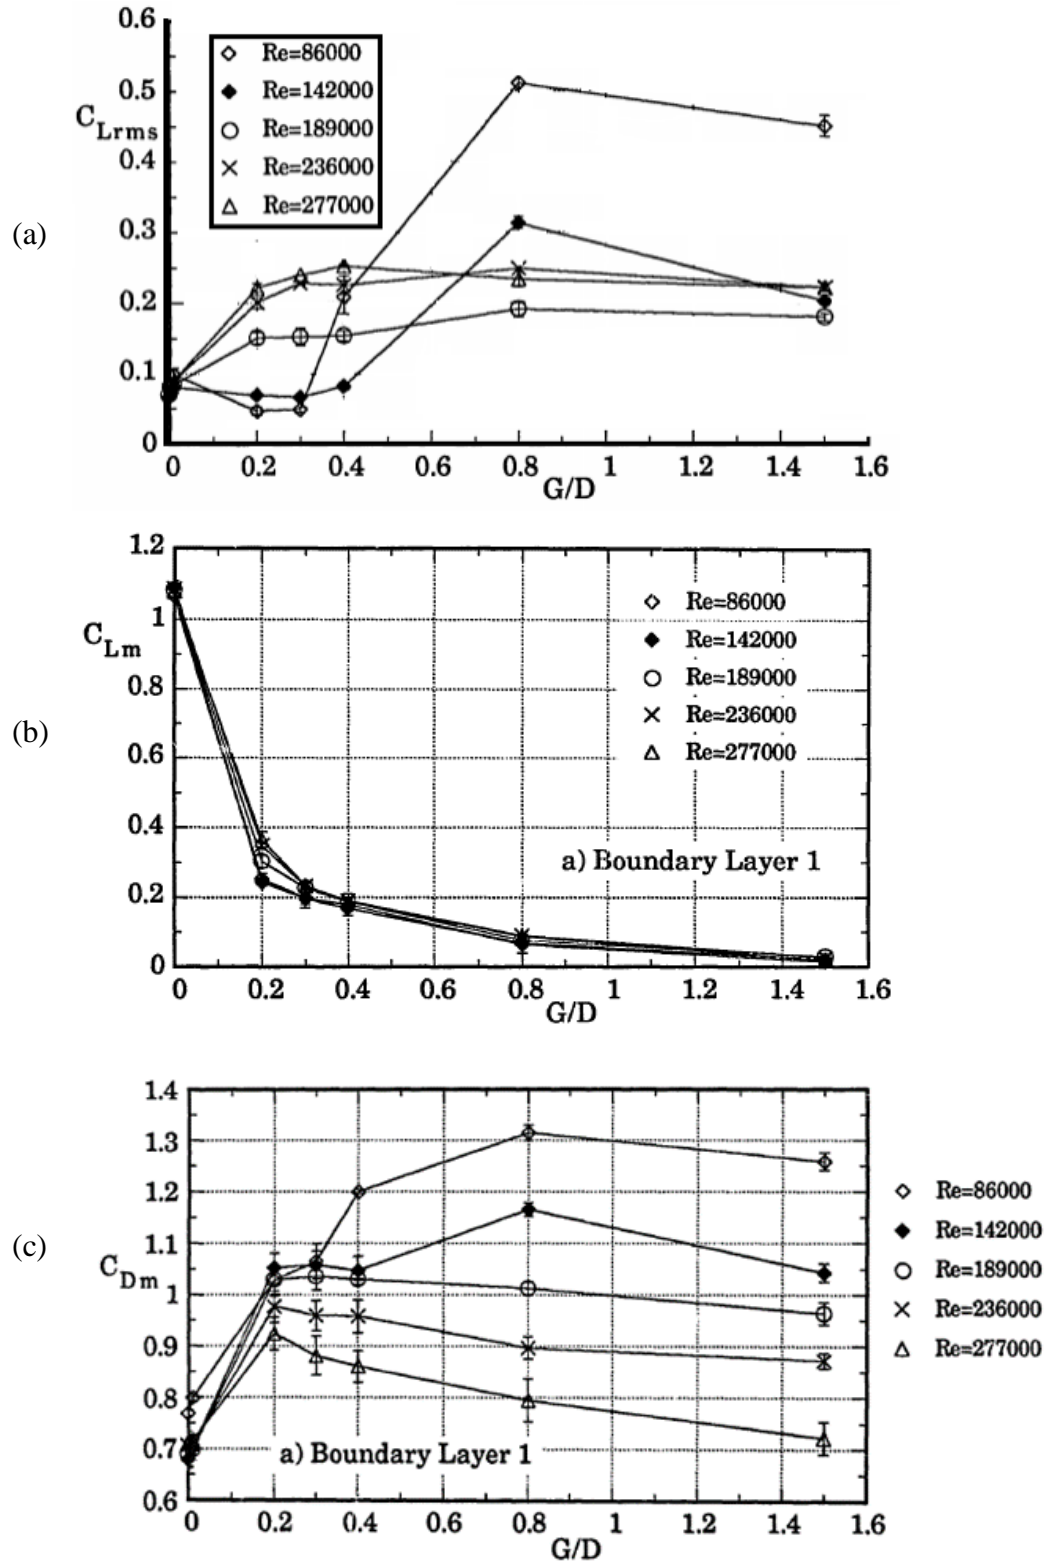 (a)
C Lrms
0.6
0.5
0.4
0.3
0.2
0.1
0
Re=86000
Re=142000
Re=189000
Re=236000
Re=277000
0 0.2 0.4 0.6 0.8 1 1.2 1.4 1.6
G/D
(b)
C Lm
1.2
1
0.8
0.6
0.4
0.2
0
Re=86000
Re=142000
Re=189000
Re=236000
Re=277000
a) Boundary Layer 1
0 0.2 0.4 0.6 0.8 1 1.2 1.4 1.6
G/D
(c)
C Dm
1.4
1.3
1.2
1.1
1
0.9
0.8
0.7
0.6
Re=86000
Re=142000
Re=189000
Re=236000
Re=277000
a) Boundary Layer 1
0 0.2 0.4 0.6 0.8 1 1.2 1.4 1.6
G/D